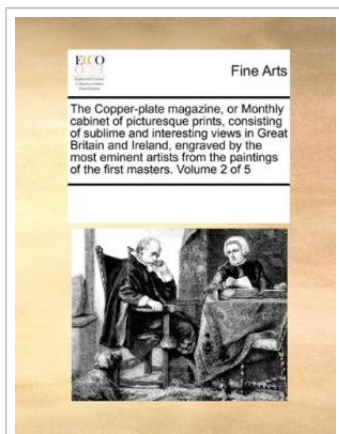 ECCO
Fine Arts
The Copper-plate magazine, or Monthly
cabinet of picturesque prints, consisting
of sublime and interesting views in Great
Britain and Ireland, engraved by the
most eminent artists from the paintings
of the first masters. Volume 2 of 5